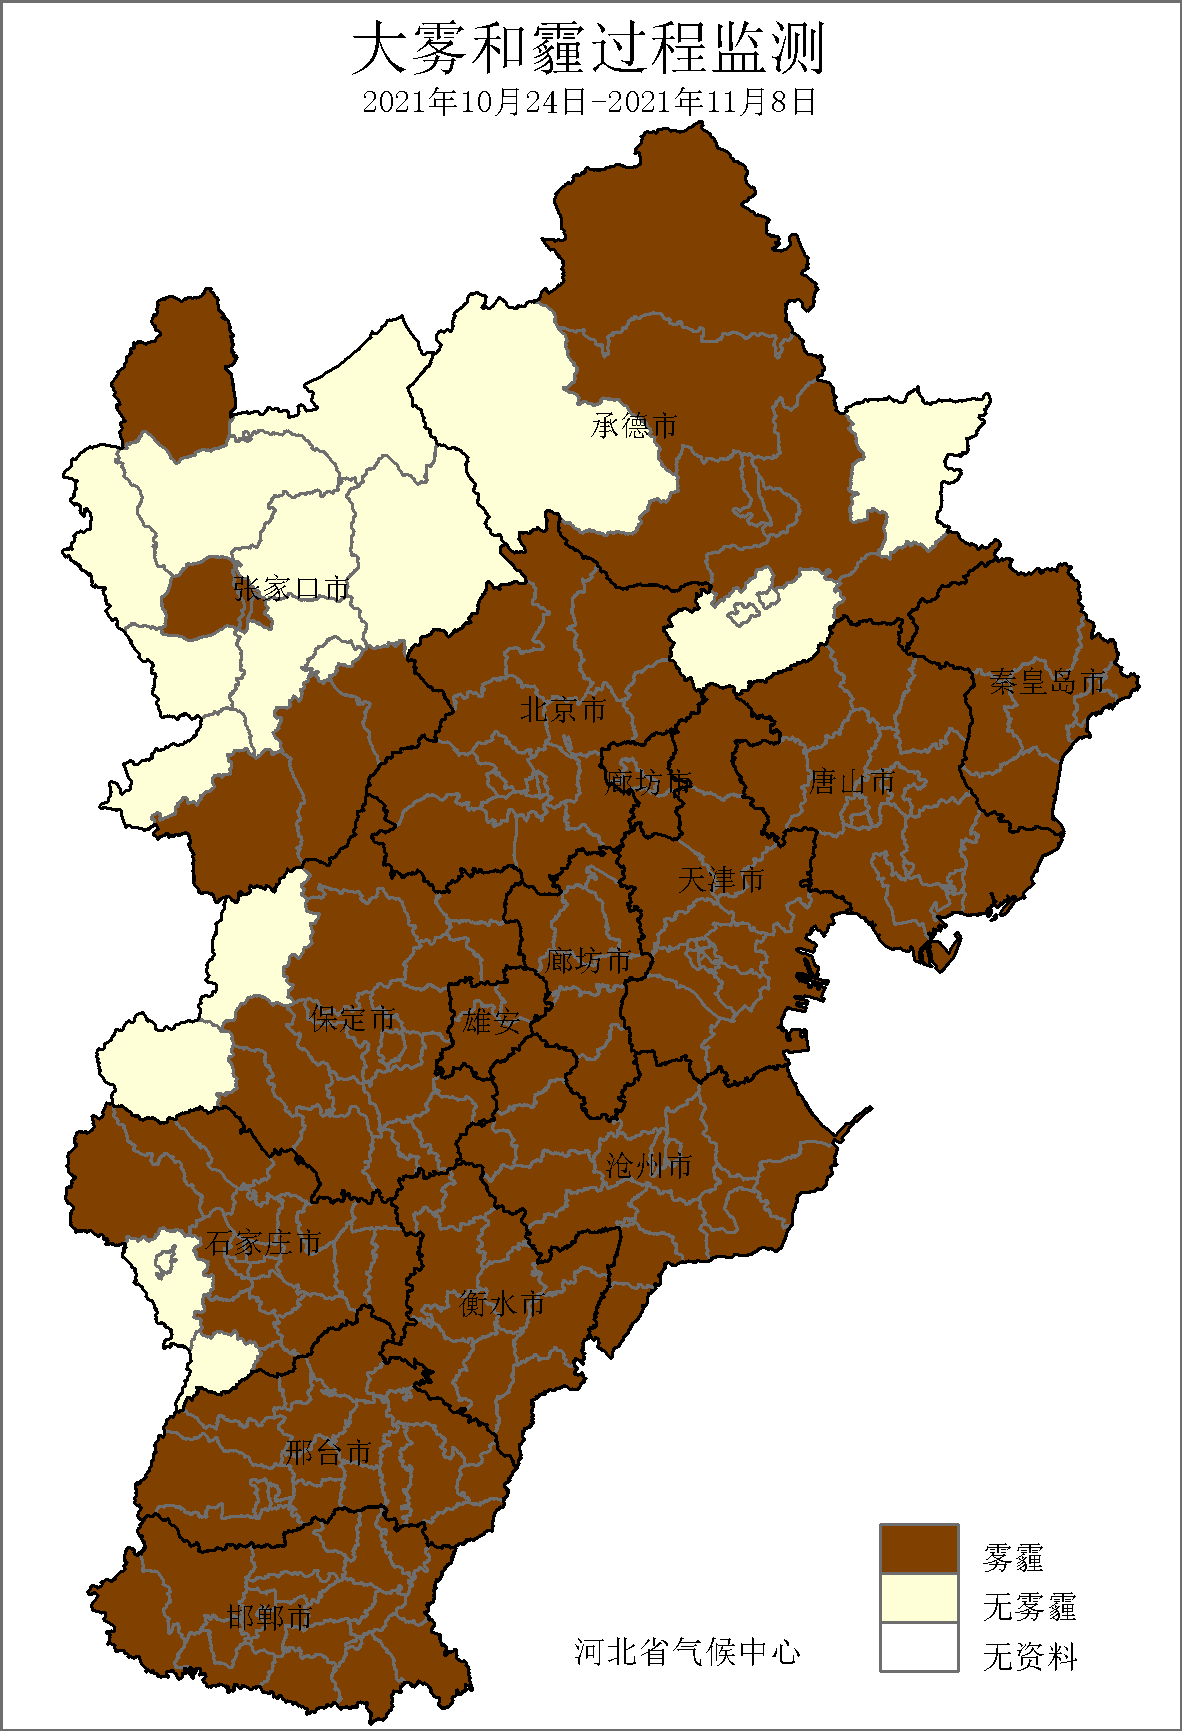 大雾和霾过程监测
2021年10月24日-2021年11月8日
承德市
张家口市
秦皇岛市
北京市
廊坊市
唐山市
天津市
廊坊市
保定市
雄安
沧州市
石家庄市
衡水市
邢台市
邯郸市
雾霾
无雾霾
无资料
河北省气候中心